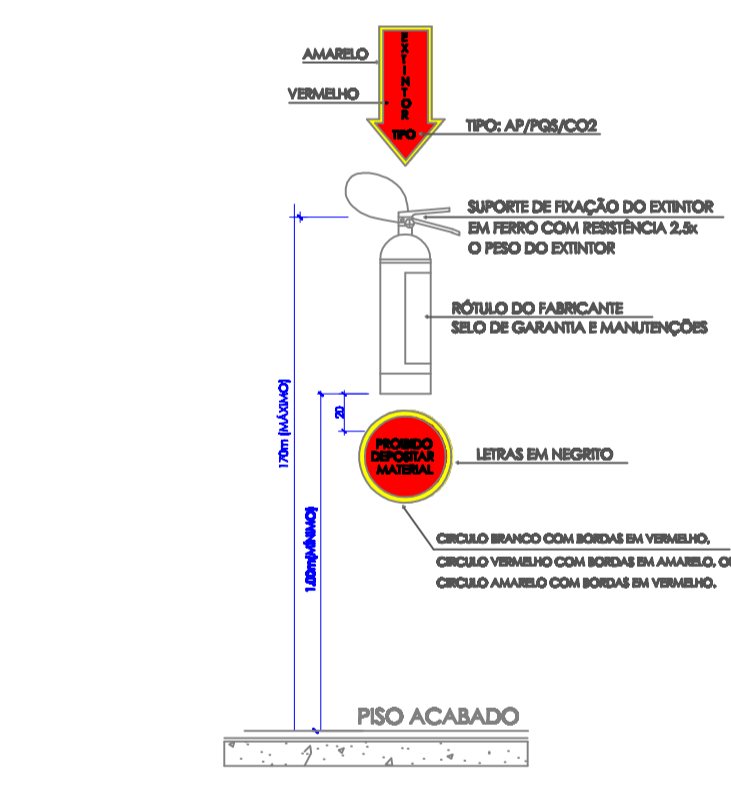 EXTINTOR
TIPO
AMARELO
VERMELHO
TIPO: AP/PQS/CO2
SUPORTE DE FIXAÇÃO DO EXTINTOR
EM FERRO COM RESISTÊNCIA 2,5x
O PESO DO EXTINTOR
RÓTULO DO FABRICANTE
SELO DE GARANTIA E MANUTENÇÕES
170m (MÁXIMO)
20
1.00m(MÍNIMO)
PROIBIDO
DEPOSITAR
MATERIAL
LETRAS EM NEGRITO
CIRCULO BRANCO COM BORDAS EM VERMELHO,
CIRCULO VERMELHO COM BORDAS EM AMARELO, OU
CIRCULO AMARELO COM BORDAS EM VERMELHO.
PISO ACABADO